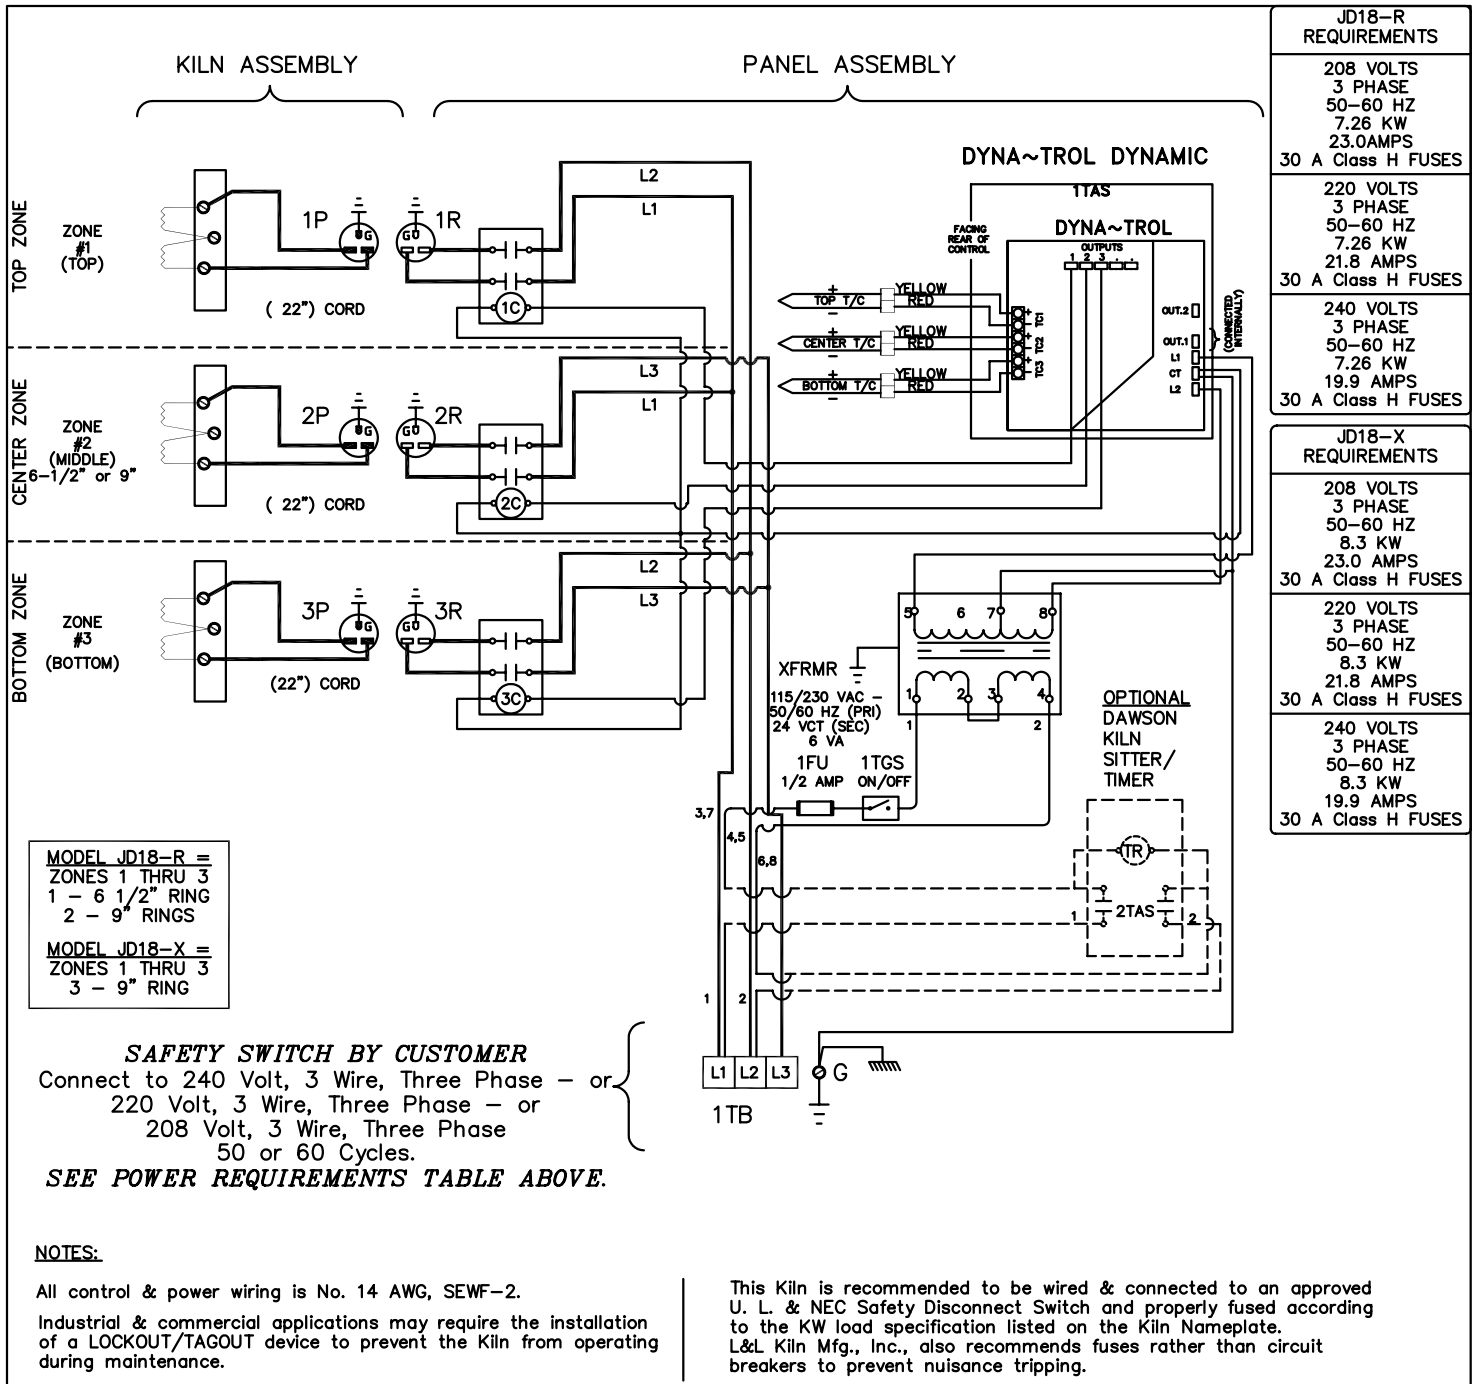 KILN ASSEMBLY
PANEL ASSEMBLY
JD18-R
REQUIREMENTS
208 VOLTS
3 PHASE
50-60 HZ
7.26 KW
23.0AMPS
30 A Class H FUSES
220 VOLTS
3 PHASE
50-60 HZ
7.26 KW
21.8 AMPS
30 A Class H FUSES
240 VOLTS
3 PHASE
50-60 HZ
7.26 KW
19.9 AMPS
30 A Class H FUSES
JD18-X
REQUIREMENTS
208 VOLTS
3 PHASE
50-60 HZ
8.3 KW
23.0 AMPS
30 A Class H FUSES
220 VOLTS
3 PHASE
50-60 HZ
8.3 KW
21.8 AMPS
30 A Class H FUSES
240 VOLTS
3 PHASE
50-60 HZ
8.3 KW
19.9 AMPS
30 A Class H FUSES
TOP ZONE
ZONE
#1
(TOP)
1P
G
1R
G
( 22") CORD
1C
L2
L1
CENTER ZONE
ZONE
#2
(MIDDLE)
6-1/2" or 9"
2P
G
2R
G
( 22") CORD
2C
L3
L1
BOTTOM ZONE
ZONE
#3
(BOTTOM)
3P
G
3R
G
(22") CORD
3C
L2
L3
DYNA~TROL DYNAMIC
1TAS
FACING
REAR OF
CONTROL
DYNA~TROL
OUTPUTS
1 2 3 . .
+ YELLOW
TOP T/C RED
-
+ YELLOW
CENTER T/C RED
-
+ YELLOW
BOTTOM T/C RED
-
+
- TC1
+
- TC2
+
- TC3
OUT.2
OUT.1
(CONNECTED
INTERNALLY)
L1
CT
L2
5 6 7 8
XFRMR
115/230 VAC -
50/60 HZ (PRI)
24 VCT (SEC)
6 VA
1 2 3 4
1 2
1FU
1/2 AMP
1TGS
ON/OFF
OPTIONAL
DAWSON
KILN
SITTER/
TIMER
TR
1 2TAS 2
3,7
4,5
6,8
1 2
L1 L2 L3
1TB
G
MODEL JD18-R =
ZONES 1 THRU 3
1 - 6 1/2" RING
2 - 9" RINGS
MODEL JD18-X =
ZONES 1 THRU 3
3 - 9" RING
SAFETY SWITCH BY CUSTOMER
Connect to 240 Volt, 3 Wire, Three Phase - or
220 Volt, 3 Wire, Three Phase - or
208 Volt, 3 Wire, Three Phase
50 or 60 Cycles.
SEE POWER REQUIREMENTS TABLE ABOVE.
NOTES:
All control & power wiring is No. 14 AWG, SEWF-2.
Industrial & commercial applications may require the installation
of a LOCKOUT/TAGOUT device to prevent the Kiln from operating
during maintenance.
This Kiln is recommended to be wired & connected to an approved
U. L. & NEC Safety Disconnect Switch and properly fused according
to the KW load specification listed on the Kiln Nameplate.
L&L Kiln Mfg., Inc., also recommends fuses rather than circuit
breakers to prevent nuisance tripping.